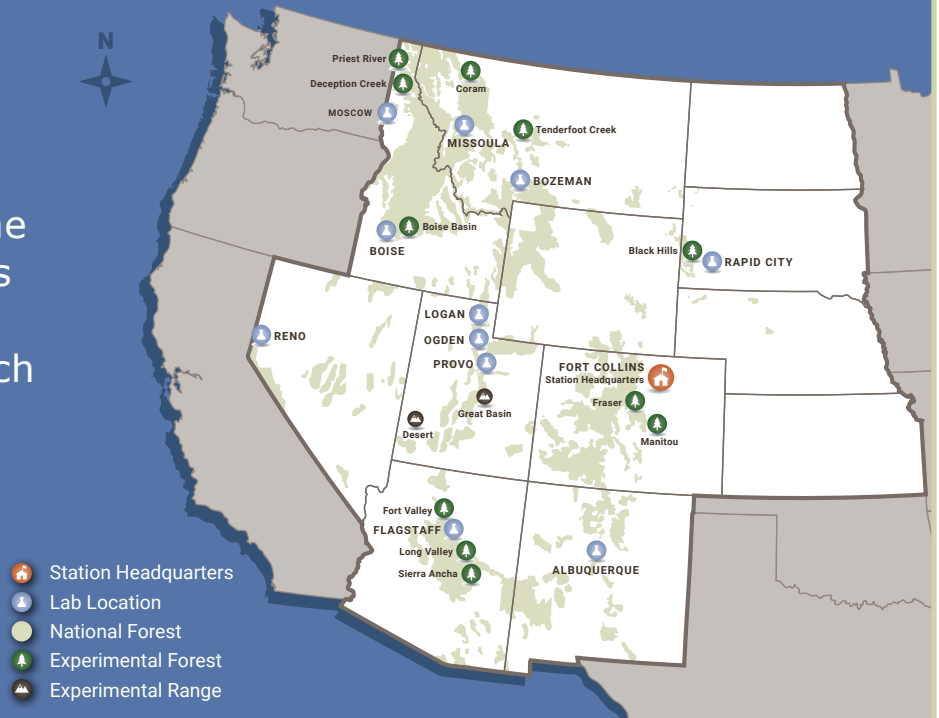 N
Priest River
Deception Creek
MOSCOW
Coram
MISSOULA
Tenderfoot Creek
BOZEMAN
Boise Basin
BOISE
Black Hills
RAPID CITY
LOGAN
OGDEN
PROVO
RENO
Great Basin
Desert
FORT COLLINS
Station Headquarters
Fraser
Manitou
Fort Valley
FLAGSTAFF
Long Valley
Sierra Ancha
ALBUQUERQUE
Station Headquarters
Lab Location
National Forest
Experimental Forest
Experimental Range